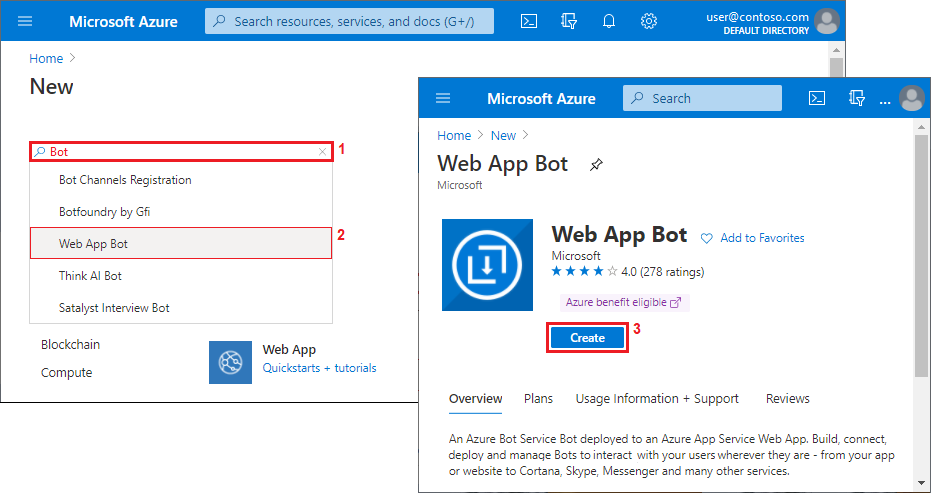 Microsoft Azure
Search resources, services, and docs (G+/)
user@contoso.com
DEFAULT DIRECTORY
Home >
New
Bot
1
Bot Channels Registration
Botfoundry by Gfi
Web App Bot
2
Think AI Bot
Satalyst Interview Bot
Blockchain
Compute
Web App
Quickstarts + tutorials
Microsoft Azure
Search
...
Home > New >
Web App Bot
Microsoft
Web App Bot
Add to Favorites
Microsoft
4.0 (278 ratings)
Azure benefit eligible
Create
3
Overview Plans Usage Information + Support Reviews
An Azure Bot Service Bot deployed to an Azure App Service Web App. Build, connect,
deploy and manage Bots to interact with your users wherever they are - from your app
or website to Cortana, Skype, Messenger and many other services.